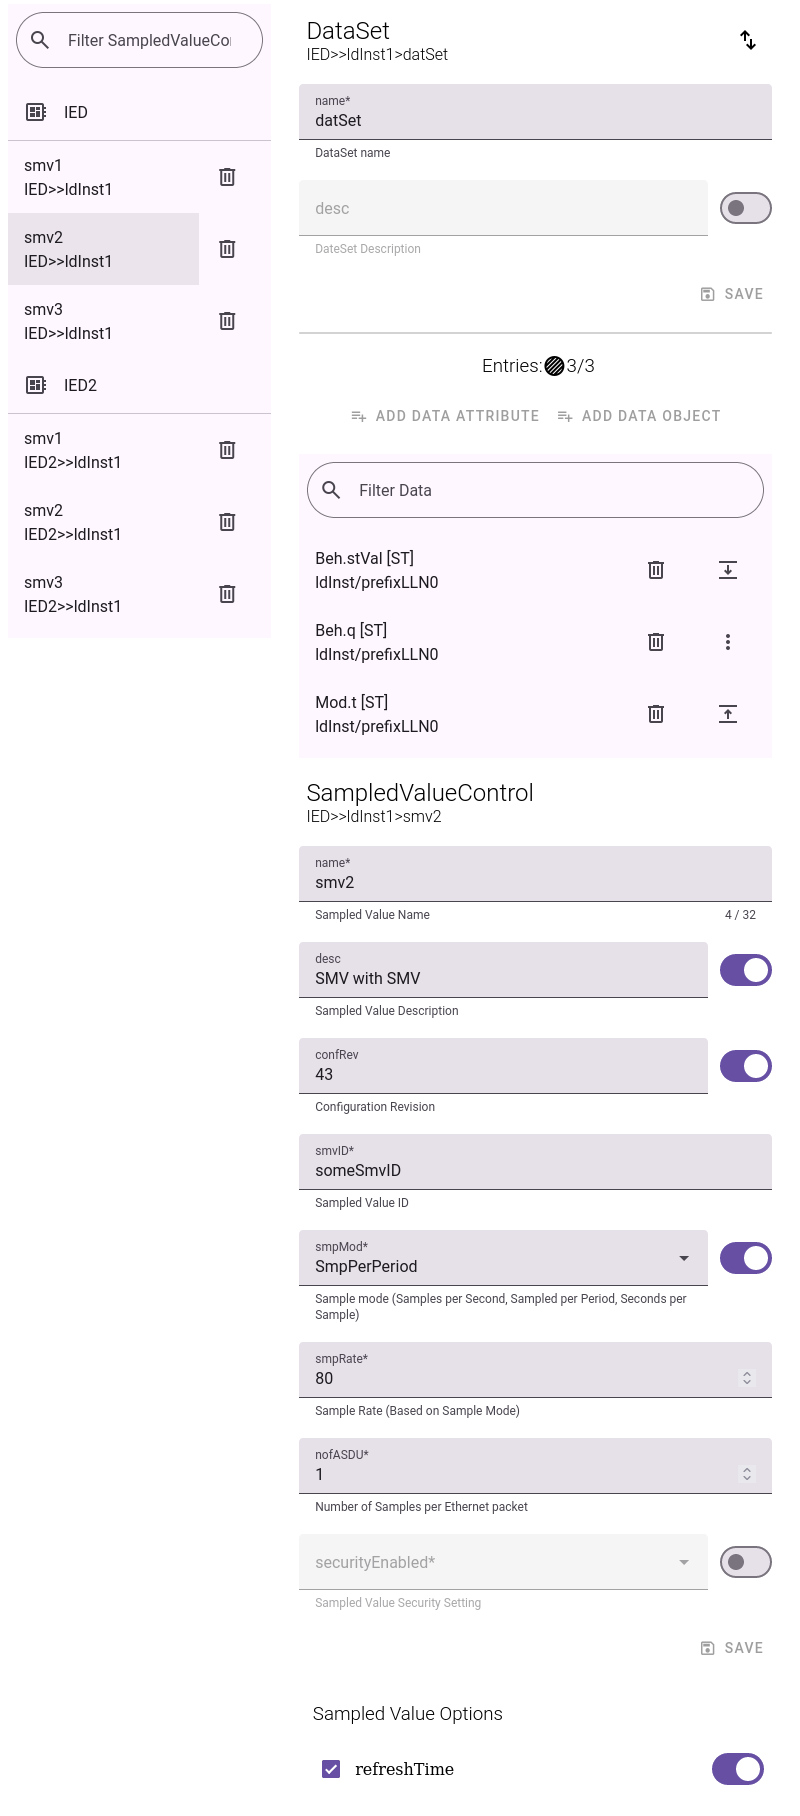 Filter SampledValueCo
IED
smv1
IED>>ldInst1
smv2
IED>>ldInst1
smv3
IED>>ldInst1
IED2
smv1
IED2>>ldInst1
smv2
IED2>>ldInst1
smv3
IED2>>ldInst1
DataSet
IED>>ldInst1>datSet
name*
datSet
DataSet name
desc
DateSet Description
SAVE
Entries: 3/3
ADD DATA ATTRIBUTE ADD DATA OBJECT
Filter Data
Beh.stVal [ST]
ldInst/prefixLLN0
Beh.q [ST]
ldInst/prefixLLN0
Mod.t [ST]
ldInst/prefixLLN0
SampledValueControl
IED>>ldInst1>smv2
name*
smv2
Sampled Value Name 4 / 32
desc
SMV with SMV
Sampled Value Description
confRev
43
Configuration Revision
smvID*
someSmvID
Sampled Value ID
smpMod*
SmpPerPeriod
Sample mode (Samples per Second, Sampled per Period, Seconds per
Sample)
smpRate*
80
Sample Rate (Based on Sample Mode)
nofASDU*
1
Number of Samples per Ethernet packet
securityEnabled*
Sampled Value Security Setting
SAVE
Sampled Value Options
refreshTime